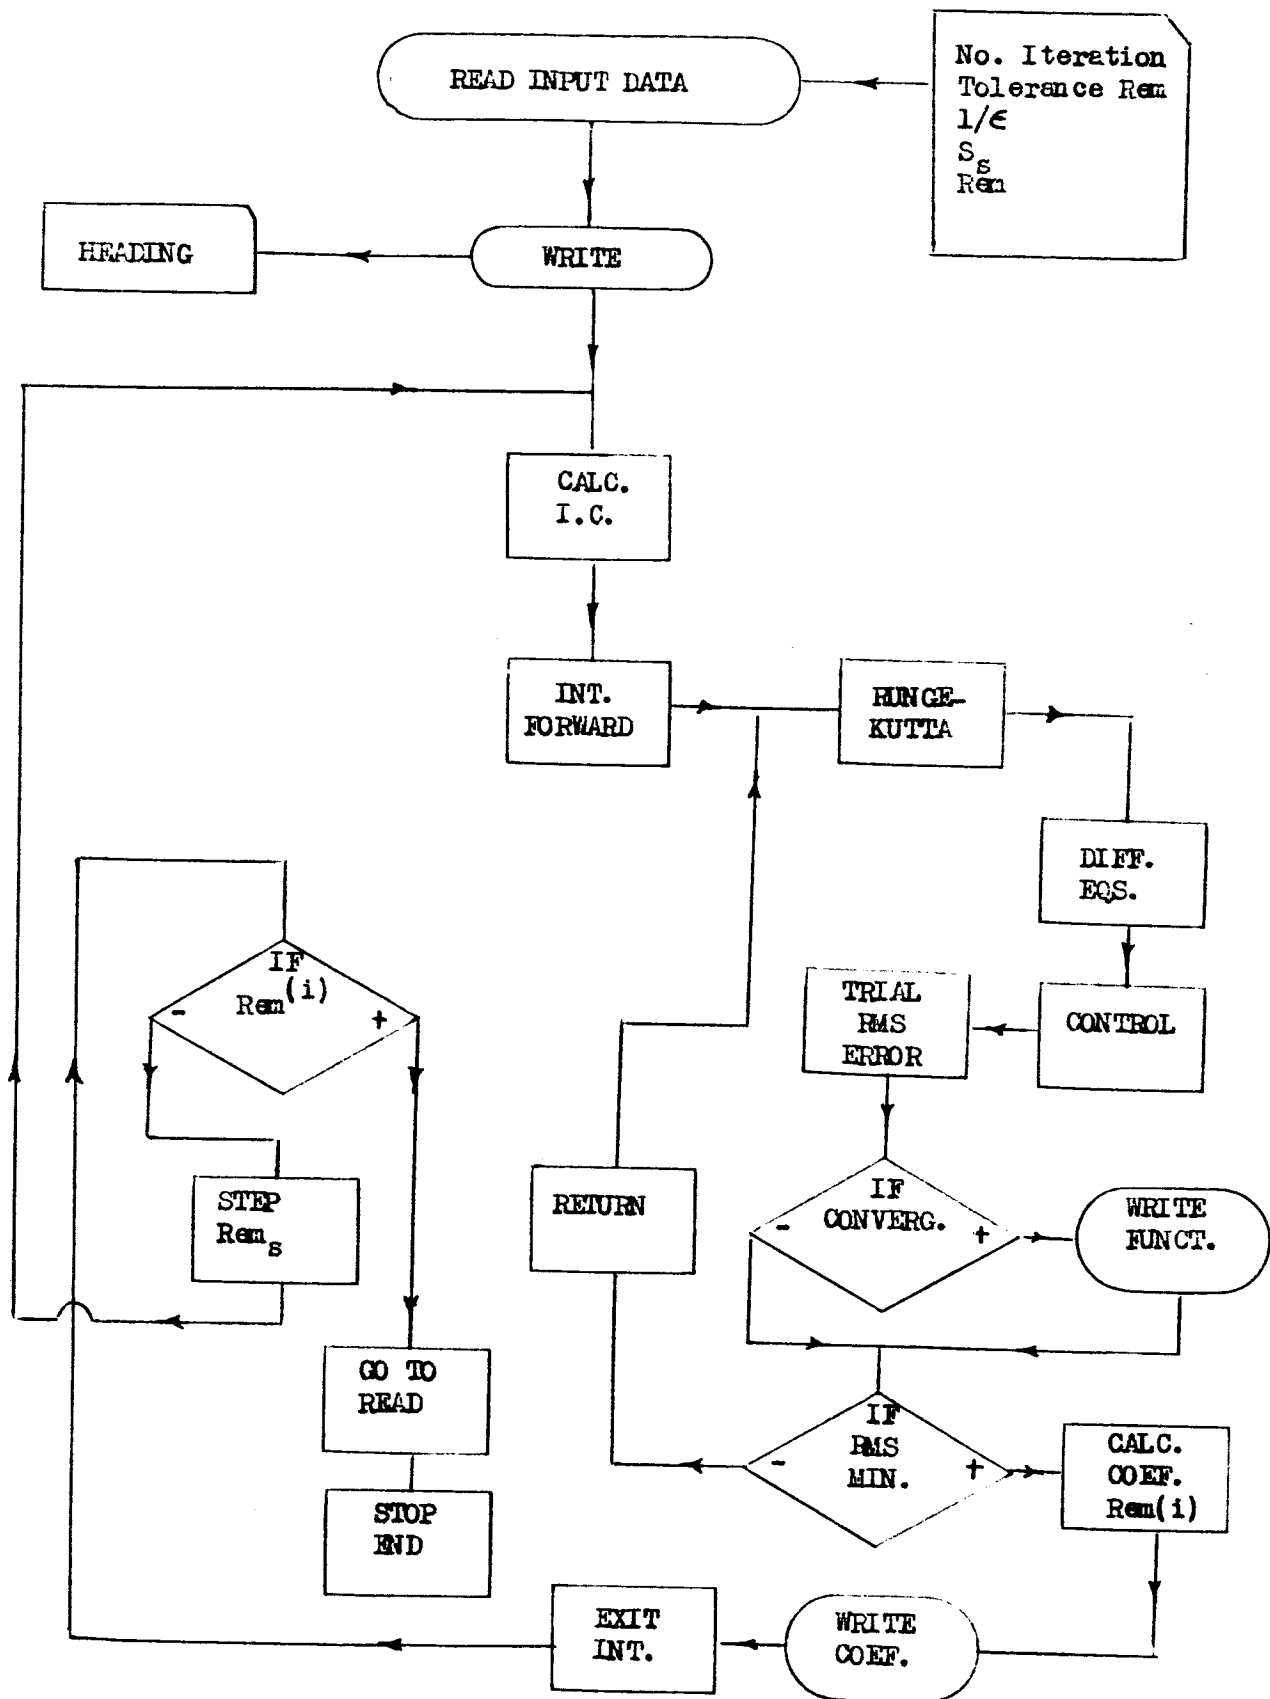 READ INPUT DATA
No. Iteration
Tolerance Rem
1/ε
S_s
Rem
HEADING
WRITE
CALC.
I.C.
INT.
FORWARD
RUNGE-
KUTTA
DIFF.
EQS.
IF
Rem^(i)
-
+
TRIAL
RMS
ERROR
CONTROL
STEP
Rem_s
RETURN
IF
CONVERG.
-
+
WRITE
FUNCT.
GO TO
READ
IF
RMS
MIN.
-
+
CALC.
COEF.
Rem(i)
STOP
END
EXIT
INT.
WRITE
COEF.